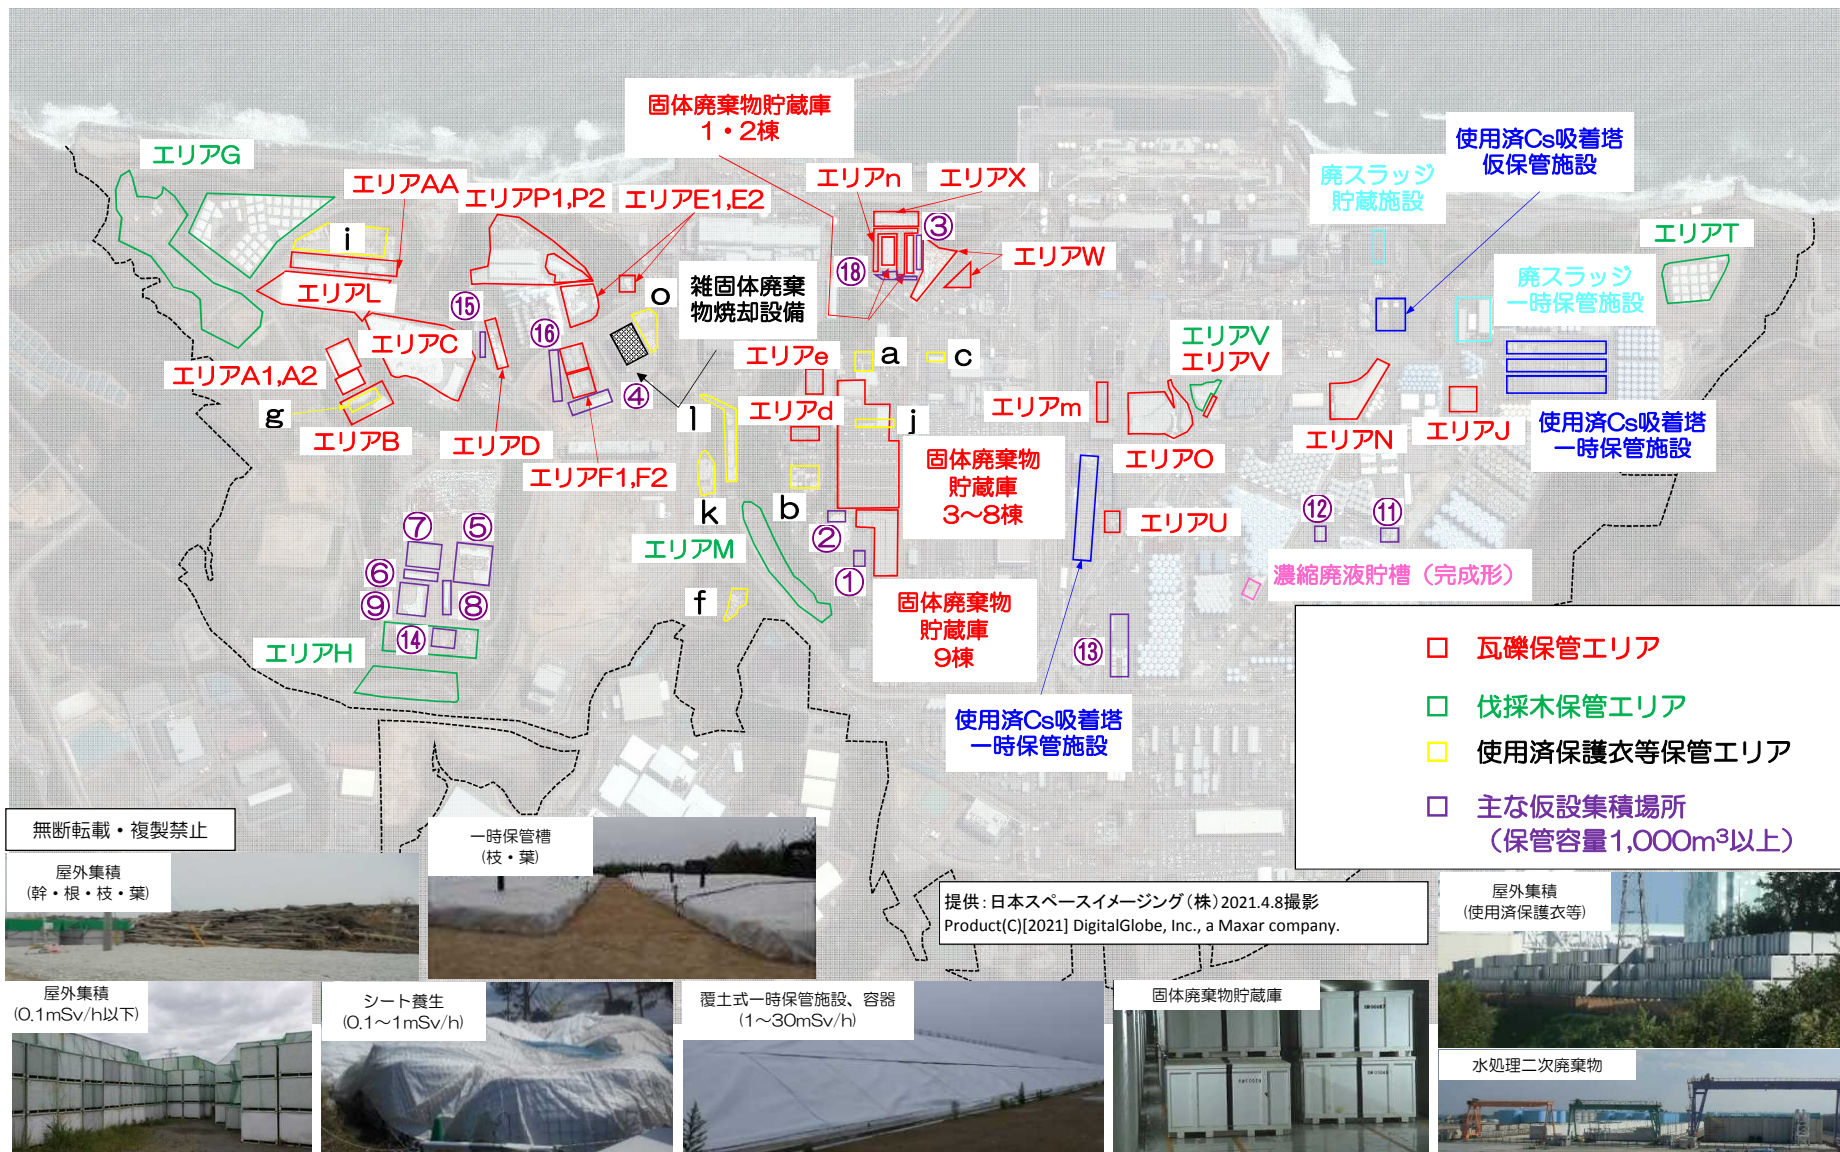 固体廃棄物貯蔵庫
1・2棟
エリアG
エリアAA
エリアP1,P2
エリアE1,E2
エリアn
エリアX
③
エリアW
⑱
使用済Cs吸着塔
仮保管施設
廃スラッジ
貯蔵施設
エリアT
廃スラッジ
一時保管施設
i
エリアL
⑮
⑯
o
雑固体廃棄
物焼却設備
エリアC
エリアA1,A2
g
エリアB
エリアD
エリアF1,F2
④
エリアe
a
c
エリアV
エリアV
l
エリアd
j
エリアm
エリアO
エリアN
エリアJ
使用済Cs吸着塔
一時保管施設
固体廃棄物
貯蔵庫
3～8棟
k
b
②
エリアM
①
エリアU
⑫
⑪
濃縮廃液貯槽（完成形）
⑦
⑤
⑥
⑨
⑧
⑭
エリアH
f
固体廃棄物
貯蔵庫
9棟
⑬
使用済Cs吸着塔
一時保管施設
瓦礫保管エリア
伐採木保管エリア
使用済保護衣等保管エリア
主な仮設集積場所
（保管容量1,000m³以上）
無断転載・複製禁止
屋外集積
(幹・根・枝・葉)
一時保管槽
(枝・葉)
提供：日本スペースイメージング（株）2021.4.8撮影
Product(C)[2021] DigitalGlobe, Inc., a Maxar company.
屋外集積
(使用済保護衣等)
屋外集積
(0.1mSv/h以下)
シート養生
(0.1～1mSv/h)
覆土式一時保管施設、容器
(1～30mSv/h)
固体廃棄物貯蔵庫
水処理二次廃棄物